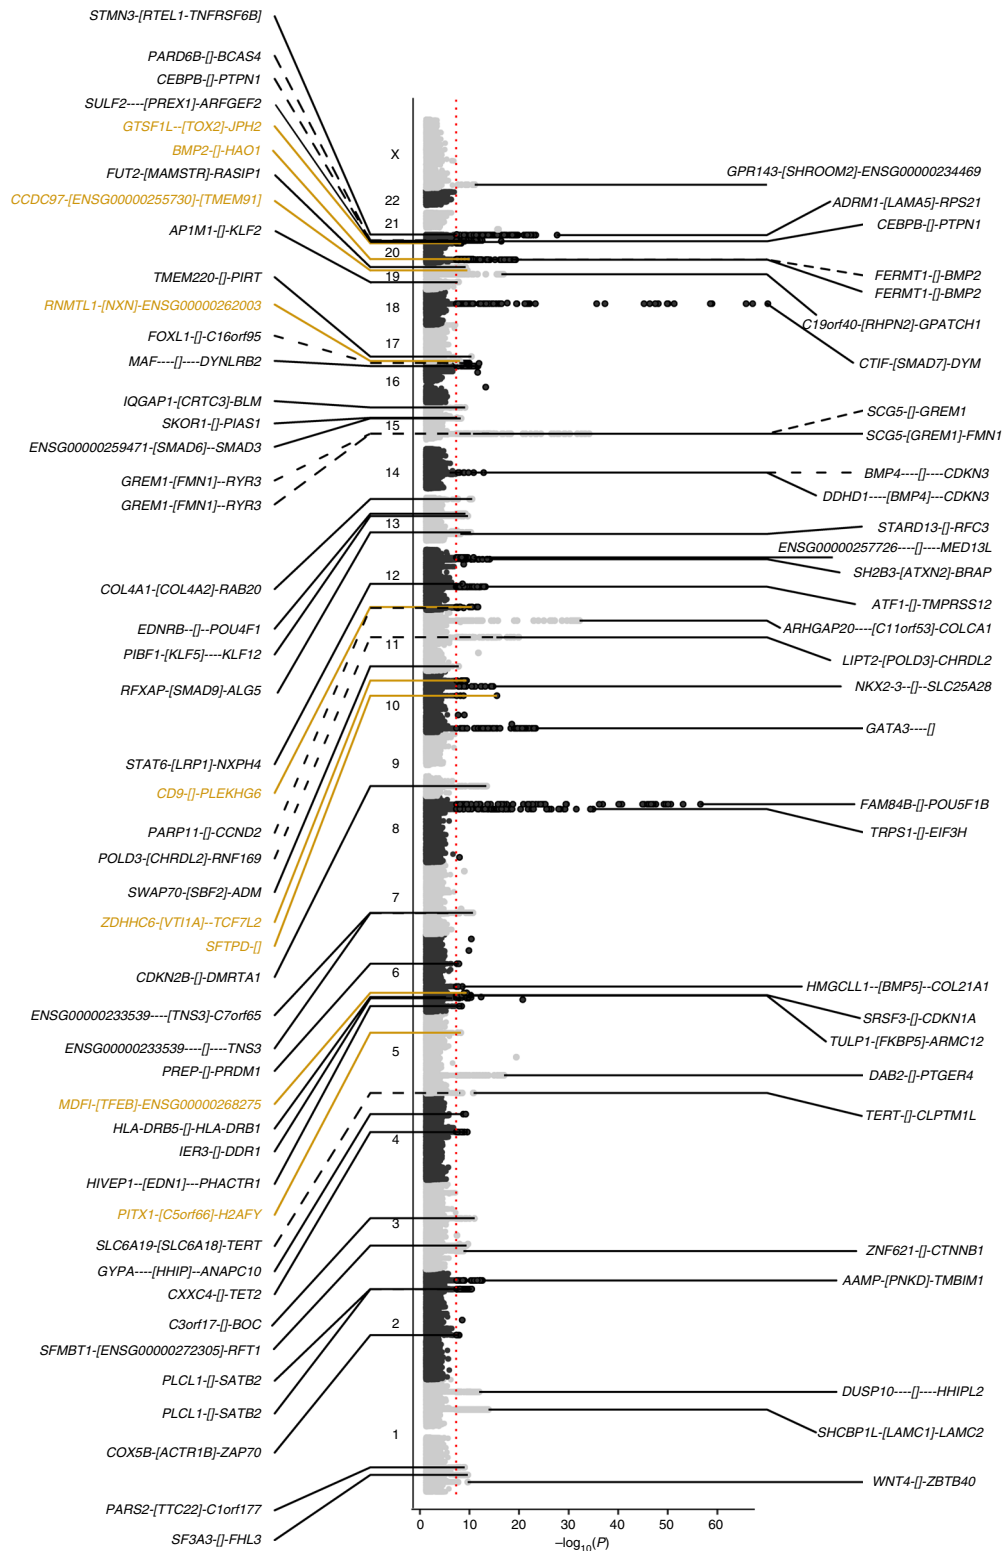 STMN3-[RTEL1-TNFRSF6B]
PARD6B-[]-BCAS4
CEBPB-[]-PTPN1
SULF2----[PREX1]-ARFGEF2
GTSF1L--[TOX2]-JPH2
BMP2-[]-HAO1
FUT2-[MAMSTR]-RASIP1
CCDC97-[ENSG00000255730]-[TMEM91]
AP1M1-[]-KLF2
TMEM220-[]-PIRT
RNMTL1-[NXN]-ENSG00000262003
FOXL1-[]-C16orf95
MAF----[]----DYNLRB2
IQGAP1-[CRTC3]-BLM
SKOR1-[]-PIAS1
ENSG00000259471-[SMAD6]--SMAD3
GREM1-[FMN1]--RYR3
GREM1-[FMN1]--RYR3
COL4A1-[COL4A2]-RAB20
EDNRB--[]--POU4F1
PIBF1-[KLF5]----KLF12
RFXAP-[SMAD9]-ALG5
STAT6-[LRP1]-NXPH4
CD9-[]-PLEKHG6
PARP11-[]-CCND2
POLD3-[CHRDL2]-RNF169
SWAP70-[SBF2]-ADM
ZDHHC6-[VTI1A]--TCF7L2
SFTPD-[]
CDKN2B-[]-DMRTA1
ENSG00000233539----[TNS3]-C7orf65
ENSG00000233539----[]----TNS3
PREP-[]-PRDM1
MDFI-[TFEB]-ENSG00000268275
HLA-DRB5-[]-HLA-DRB1
IER3-[]-DDR1
HIVEP1--[EDN1]---PHACTR1
PITX1-[C5orf66]-H2AFY
SLC6A19-[SLC6A18]-TERT
GYPA----[HHIP]--ANAPC10
CXXC4-[]-TET2
C3orf17-[]-BOC
SFMBT1-[ENSG00000272305]-RFT1
PLCL1-[]-SATB2
PLCL1-[]-SATB2
COX5B-[ACTR1B]-ZAP70
PARS2-[TTC22]-C1orf177
SF3A3-[]-FHL3
X
22
21
20
19
18
17
16
15
14
13
12
11
10
9
8
7
6
5
4
3
2
1
GPR143-[SHROOM2]-ENSG00000234469
ADRM1-[LAMA5]-RPS21
CEBPB-[]-PTPN1
FERMT1-[]-BMP2
FERMT1-[]-BMP2
C19orf40-[RHPN2]-GPATCH1
CTIF-[SMAD7]-DYM
SCG5-[]-GREM1
SCG5-[GREM1]-FMN1
BMP4----[]----CDKN3
DDHD1----[BMP4]---CDKN3
STARD13-[]-RFC3
ENSG00000257726----[]----MED13L
SH2B3-[ATXN2]-BRAP
ATF1-[]-TMPRSS12
ARHGAP20----[C11orf53]-COLCA1
LIPT2-[POLD3]-CHRDL2
NKX2-3--[]--SLC25A28
GATA3----[]
FAM84B-[]-POU5F1B
TRPS1-[]-EIF3H
HMGCLL1--[BMP5]--COL21A1
SRSF3-[]-CDKN1A
TULP1-[FKBP5]-ARMC12
DAB2-[]-PTGER4
TERT-[]-CLPTM1L
ZNF621-[]-CTNNB1
AAMP-[PNKD]-TMBIM1
DUSP10----[]----HHIPL2
SHCBP1L-[LAMC1]-LAMC2
WNT4-[]-ZBTB40
0 10 20 30 40 50 60
–log10(P)